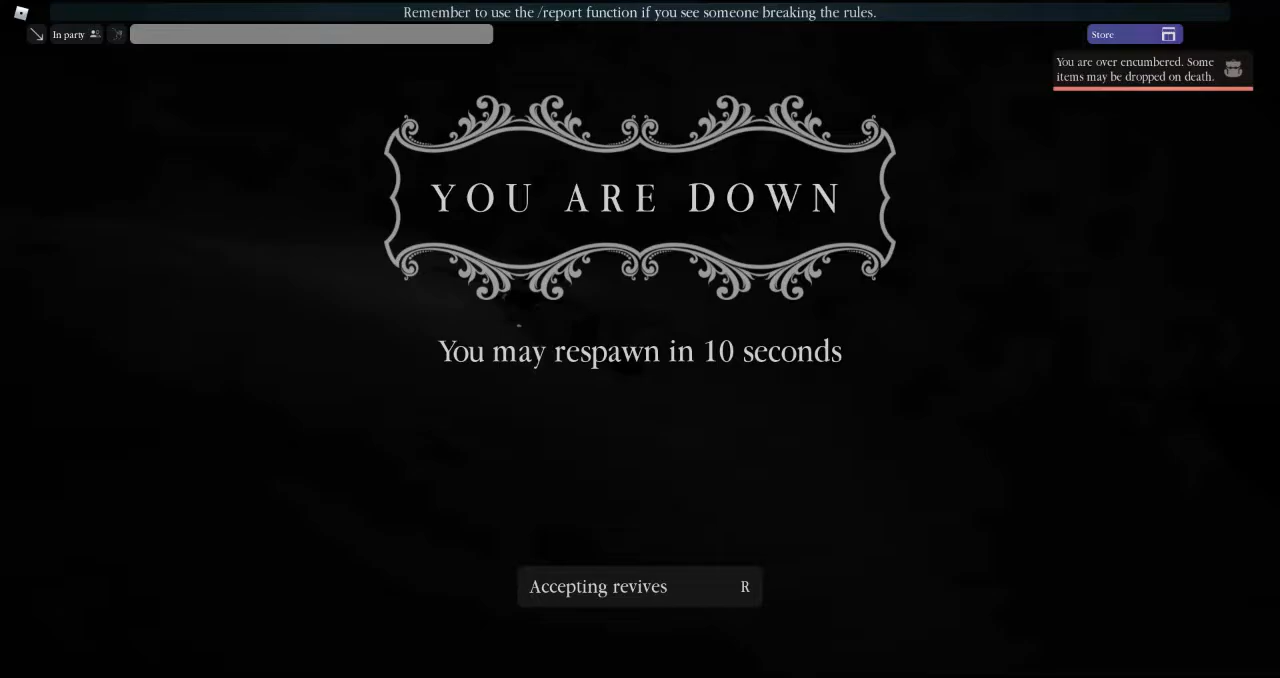 Remember to use the /report function if you see someone breaking the rules.
In party
Store
You are over encumbered. Some
items may be dropped on death.
YOU ARE DOWN
You may respawn in 10 seconds
Accepting revives R